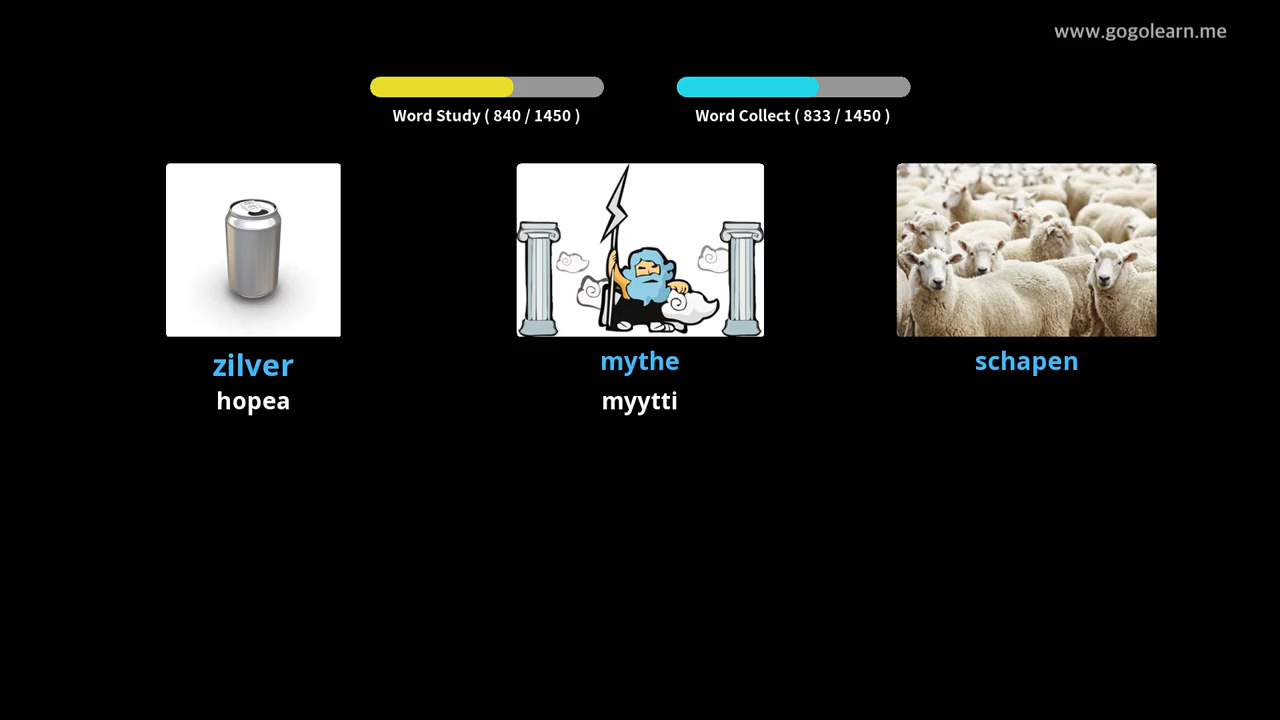 www.gogolearn.me
Word Study ( 840 / 1450 )
Word Collect ( 833 / 1450 )
zilver
mythe
schapen
hopea
myytti